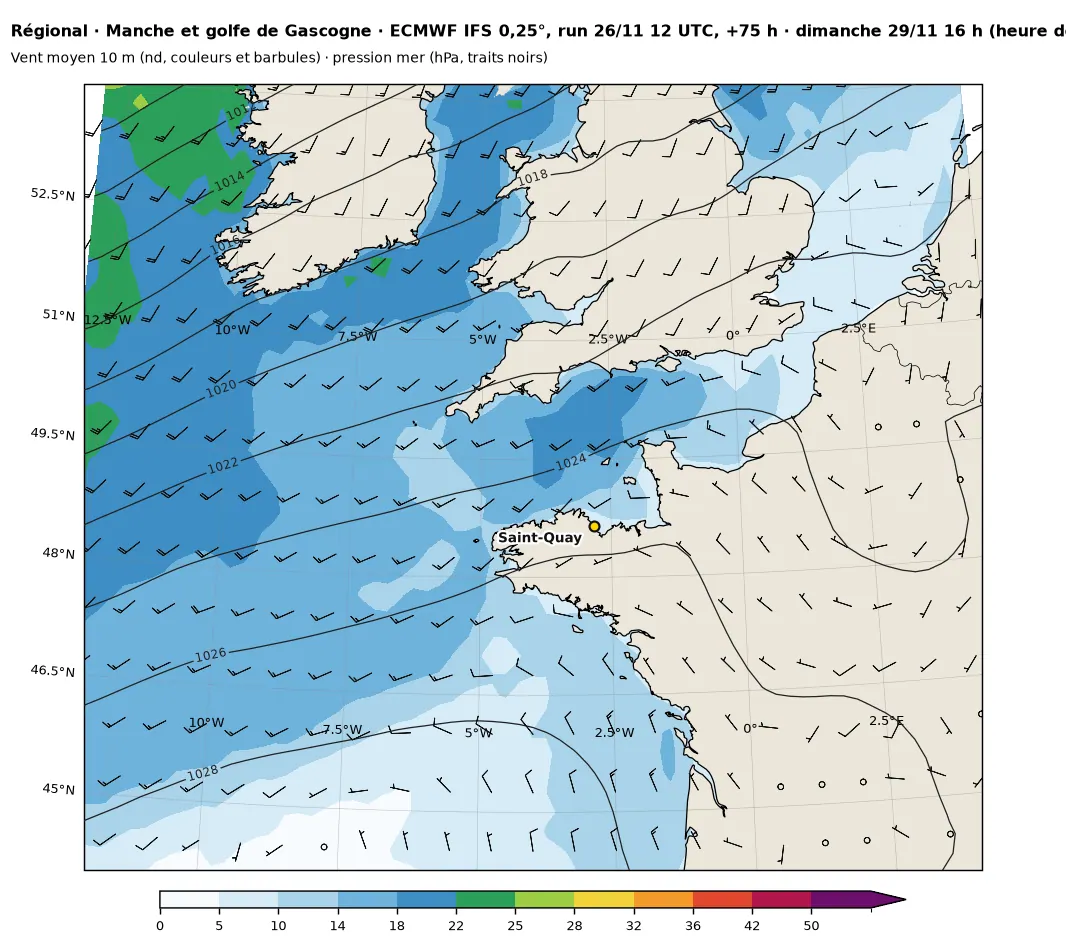 Régional · Manche et golfe de Gascogne · ECMWF IFS 0,25°, run 26/11 12 UTC, +75 h · dimanche 29/11 16 h (heure d
Vent moyen 10 m (nd, couleurs et barbules) · pression mer (hPa, traits noirs)
1014
1018
52.5°N
1016
51°N
12.5°W
10°W
7.5°W
5°W
2.5°W
0°
2.5°E
1020
49.5°N
1022
1024
Saint-Quay
48°N
1026
46.5°N
10°W
7.5°W
5°W
2.5°W
0°
2.5°E
1028
45°N
0 5 10 14 18 22 25 28 32 36 42 50